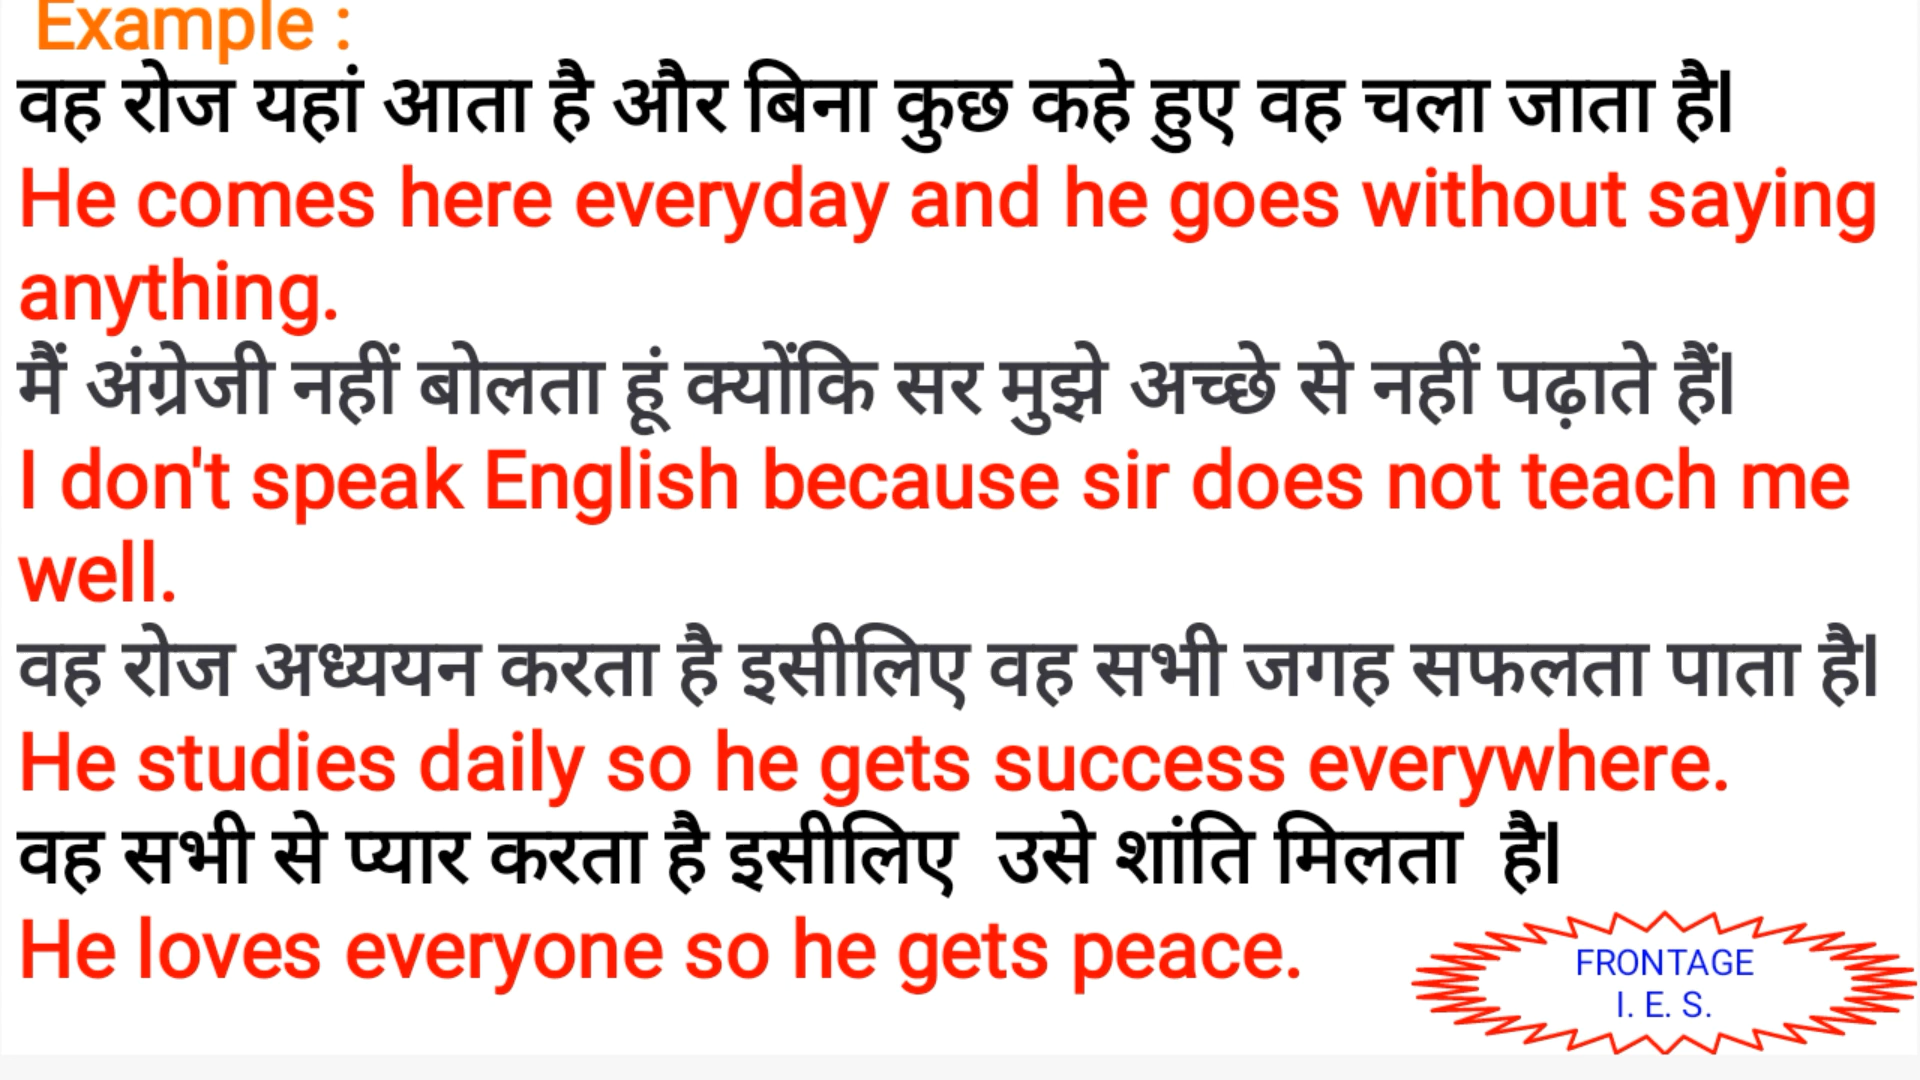 Example :
वह रोज यहां आता है और बिना कुछ कहे हुए वह चला जाता है।
He comes here everyday and he goes without saying
anything.
मैं अंग्रेजी नहीं बोलता हूं क्योंकि सर मुझे अच्छे से नहीं पढ़ाते हैं।
I don't speak English because sir does not teach me
well.
वह रोज अध्ययन करता है इसीलिए वह सभी जगह सफलता पाता है।
He studies daily so he gets success everywhere.
वह सभी से प्यार करता है इसीलिए उसे शांति मिलता है।
He loves everyone so he gets peace.
FRONTAGE
I. E. S.